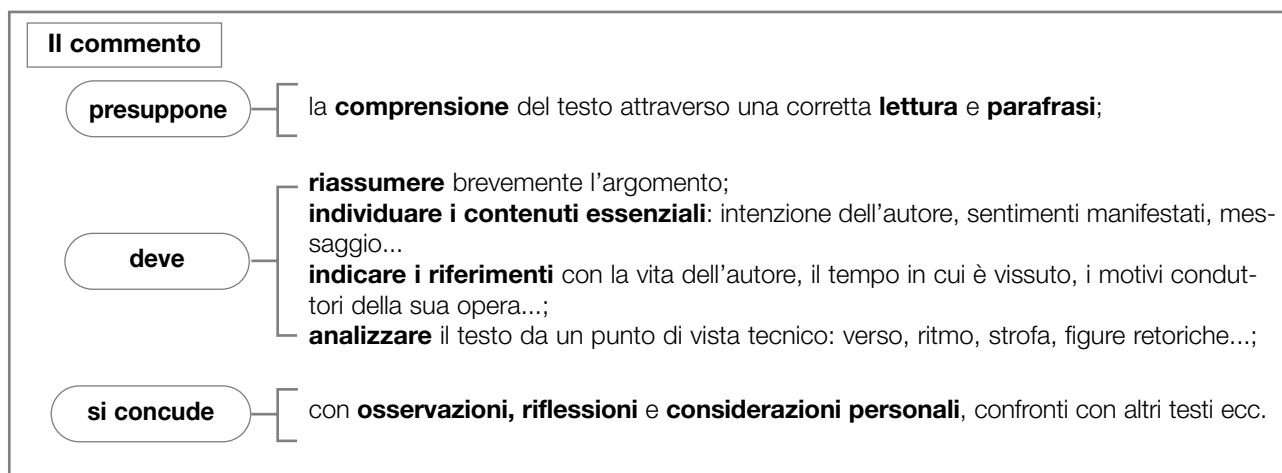 Il commento
presuppone
la comprensione del testo attraverso una corretta lettura e parafrasi;
deve
riassumere brevemente l'argomento;
individuare i contenuti essenziali: intenzione dell'autore, sentimenti manifestati, mes-
saggio...
indicare i riferimenti con la vita dell'autore, il tempo in cui è vissuto, i motivi condut-
tori della sua opera...;
analizzare il testo da un punto di vista tecnico: verso, ritmo, strofa, figure retoriche...;
si concude
con osservazioni, riflessioni e considerazioni personali, confronti con altri testi ecc.